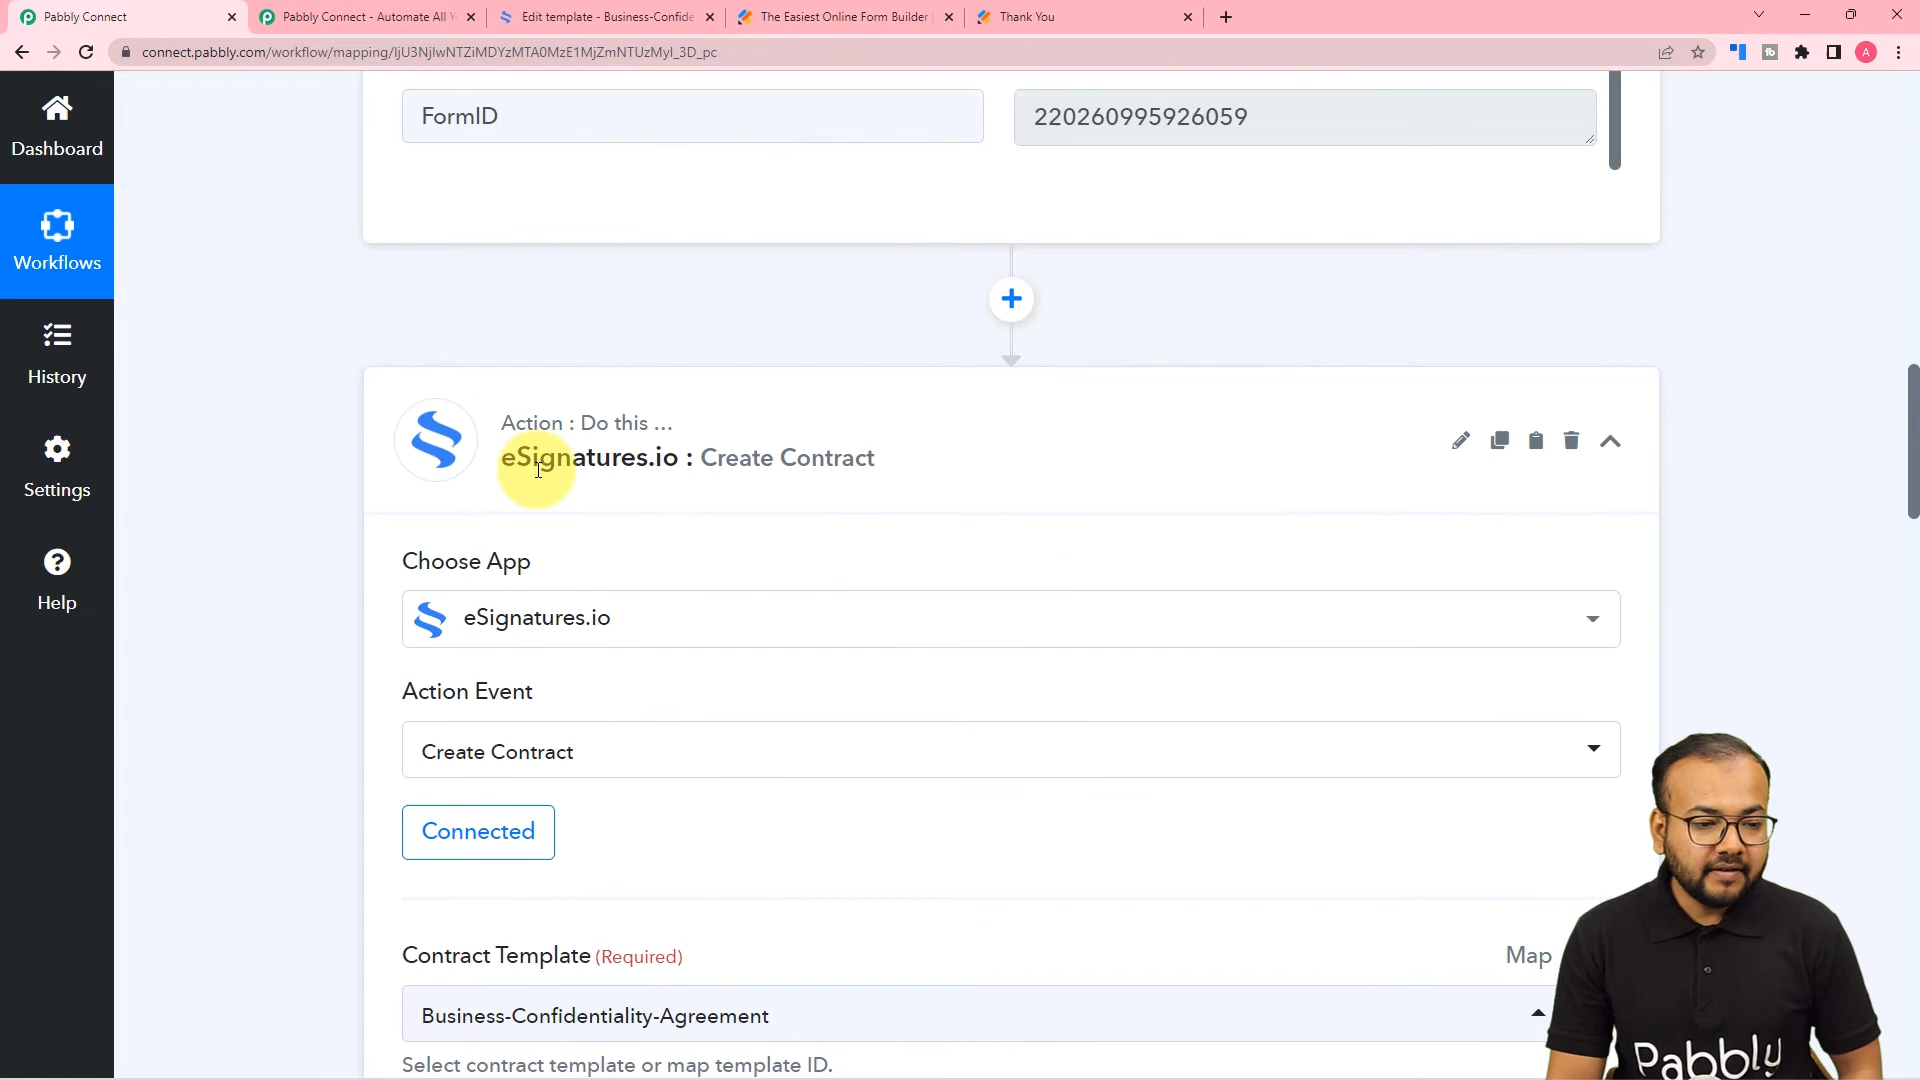 Pabbly Connect
Pabbly Connect - Automate All Y
Edit template - Business-Confide
The Easiest Online Form Builder
Thank You
connect.pabbly.com/workflow/mapping/
Dashboard
Workflows
History
Settings
Help
FormID
220260995926059
Action : Do this ...
eSignatures.io : Create Contract
Choose App
eSignatures.io
Action Event
Create Contract
Connected
Contract Template (Required)
Map
Business-Confidentiality-Agreement
Select contract template or map template ID.
Pabbly